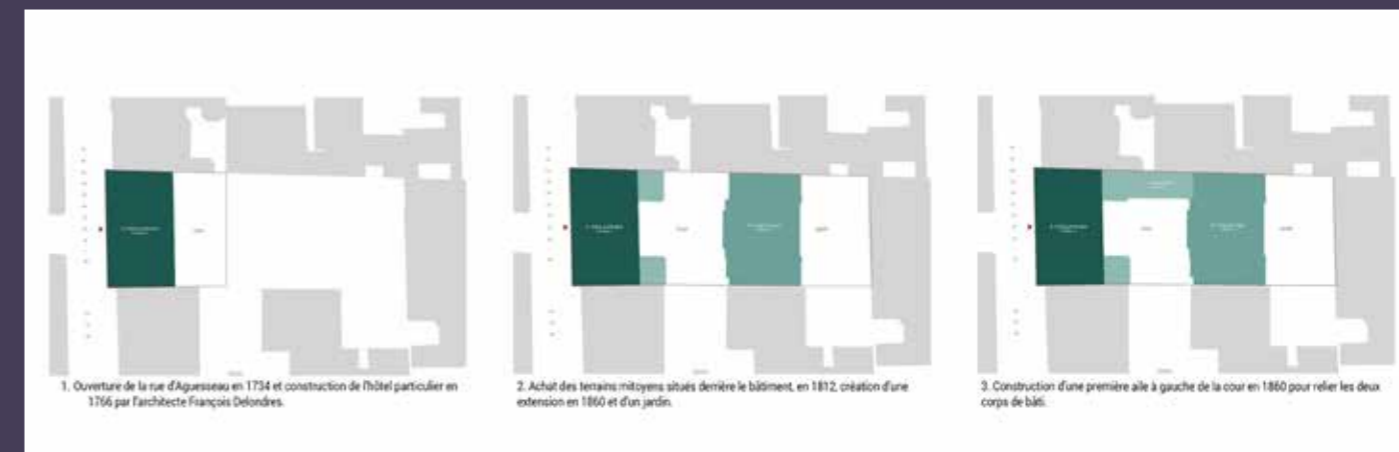 1. Ouverture de la rue d'Aguesseau en 1734 et construction de l'hôtel particulier en
1766 par l'architecte François Delondres.
2. Achat des terrains mitoyens situés derrière le bâtiment, en 1812, création d'une
extension en 1860 et d'un jardin.
3. Construction d'une première aile à gauche de la cour en 1860 pour relier les deux
corps de bâti.